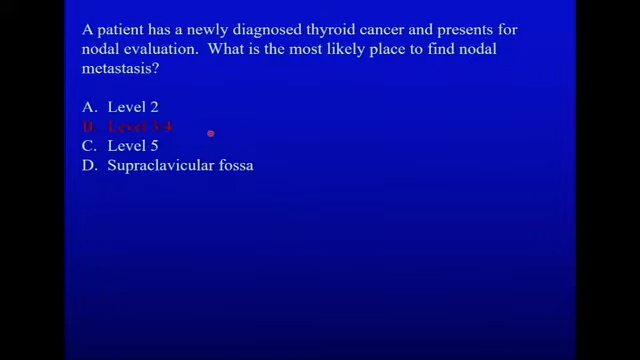 A patient has a newly diagnosed thyroid cancer and presents for
nodal evaluation. What is the most likely place to find nodal
metastasis?
A. Level 2
B. Level 3/4
C. Level 5
D. Supraclavicular fossa